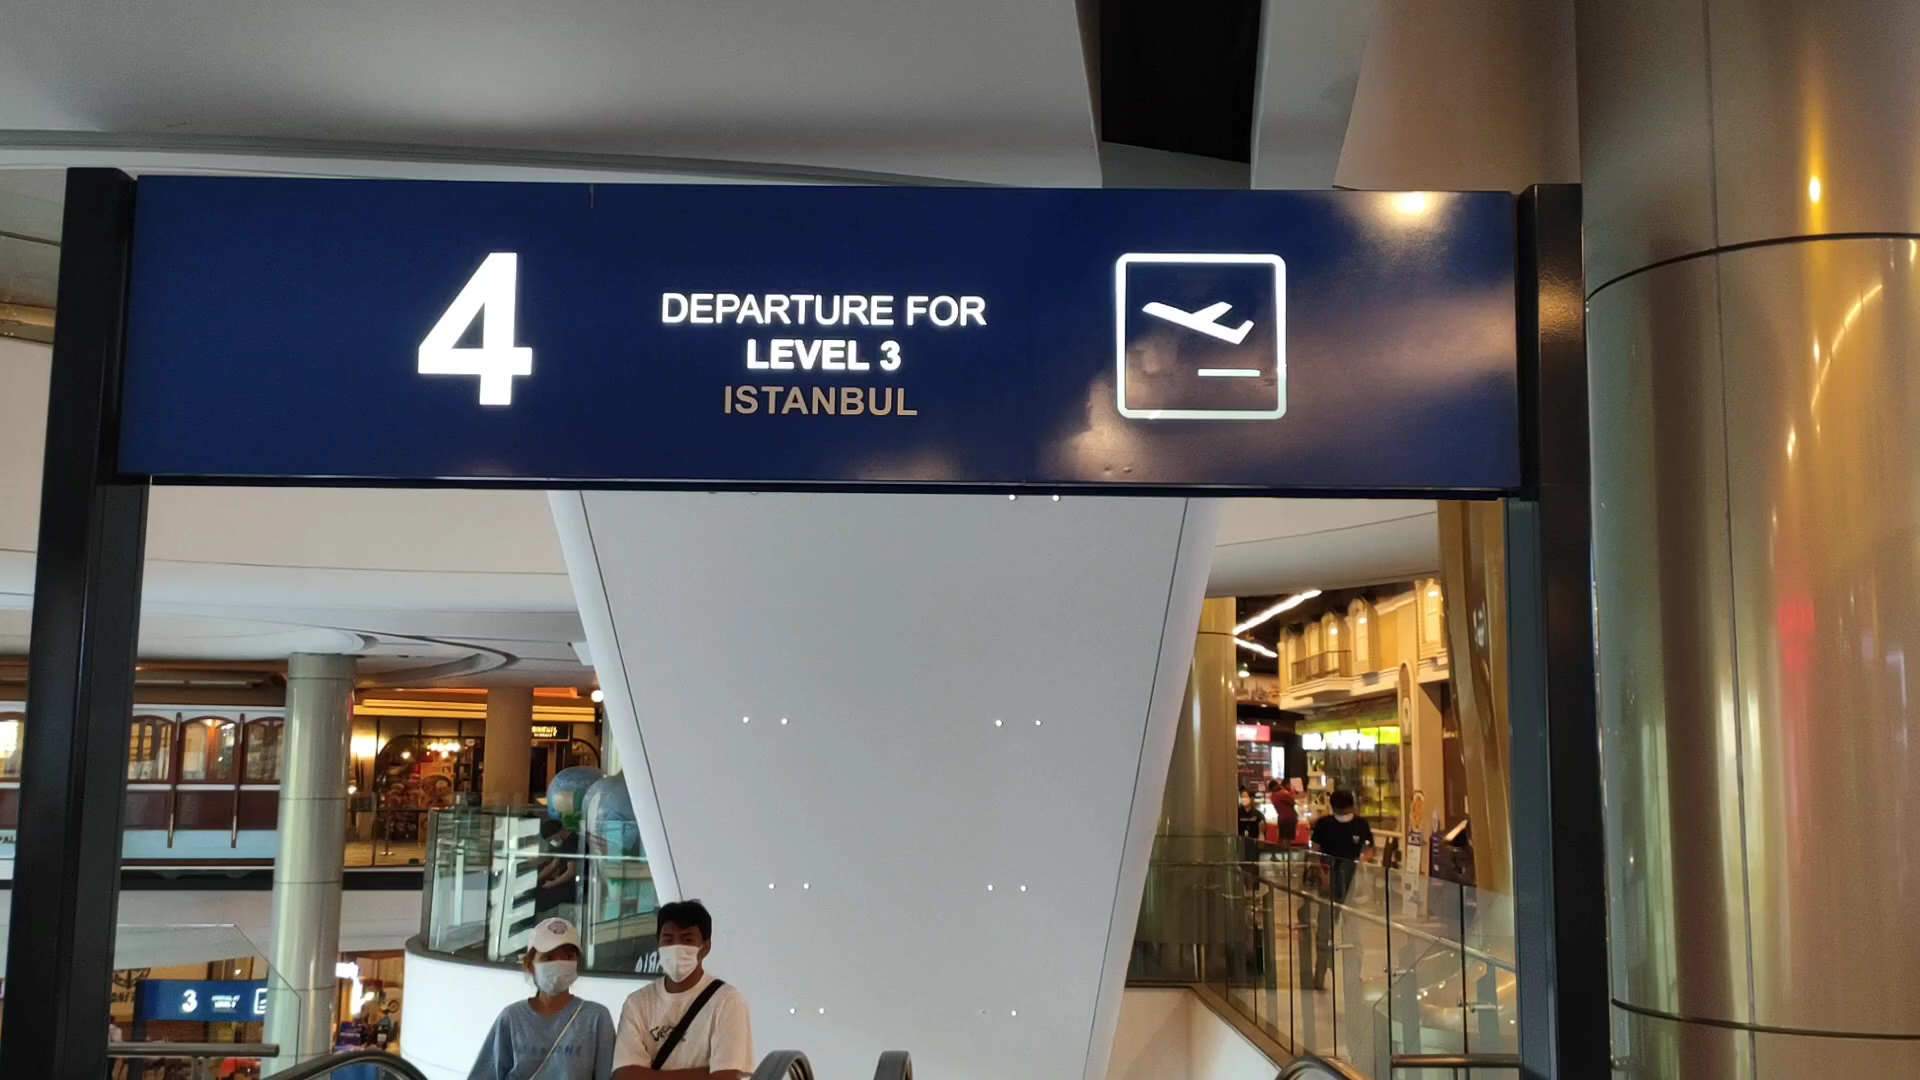 4
DEPARTURE FOR
LEVEL 3
ISTANBUL
3